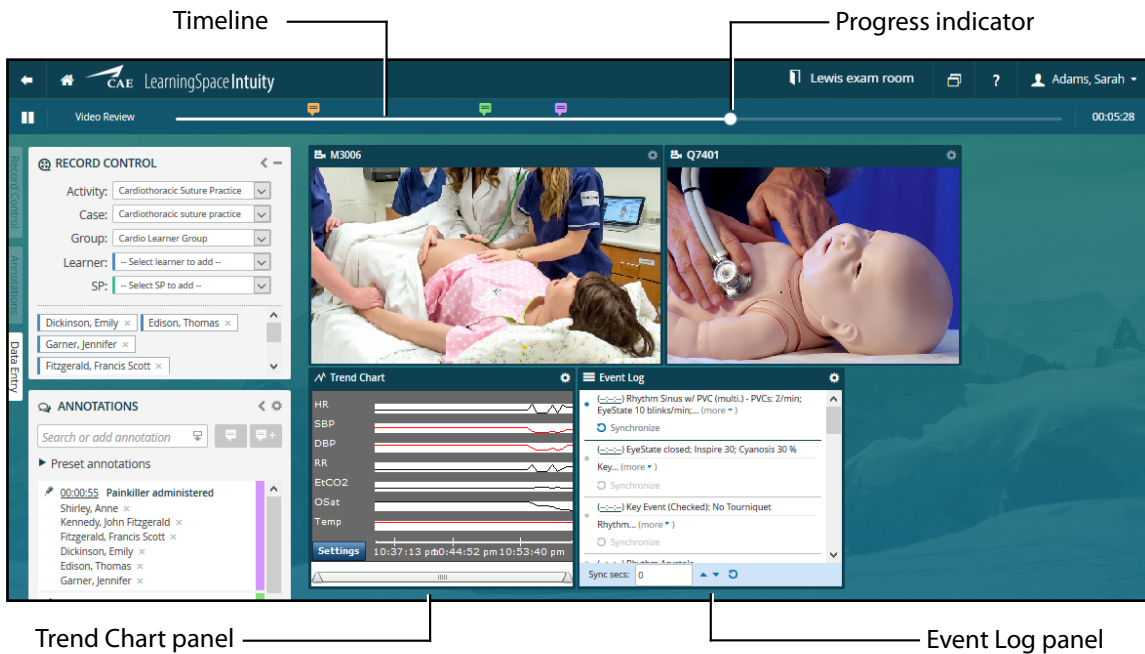 Timeline
Progress indicator
CAE LearningSpace Intuity
Lewis exam room
?
Adams, Sarah
Video Review
00:05:28
Record Control
Annotations
Data Entry
RECORD CONTROL
Activity: Cardiothoracic Suture Practice
Case: Cardiothoracic suture practice
Group: Cardio Learner Group
Learner: -- Select learner to add --
SP: -- Select SP to add --
Dickinson, Emily × Edison, Thomas ×
Garner, Jennifer ×
Fitzgerald, Francis Scott ×
ANNOTATIONS
Search or add annotation
Preset annotations
00:00:55 Painkiller administered
Shirley, Anne ×
Kennedy, John Fitzgerald ×
Fitzgerald, Francis Scott ×
Dickinson, Emily ×
Edison, Thomas ×
Garner, Jennifer ×
M3006
Q7401
Trend Chart
HR
SBP
DBP
RR
EtCO2
OSat
Temp
Settings
10:37:13 pm 10:44:52 pm 10:53:40 pm
Event Log
(--:--:--) Rhythm Sinus w/ PVC (multi.) - PVCs: 2/min;
EyeState 10 blinks/min;... (more )
Synchronize
(--:--:--) EyeState closed; Inspire 30; Cyanosis 30 %
Key... (more )
Synchronize
(--:--:--) Key Event (Checked): No Tourniquet
Rhythm... (more )
Synchronize
Sync secs: 0
Trend Chart panel
Event Log panel